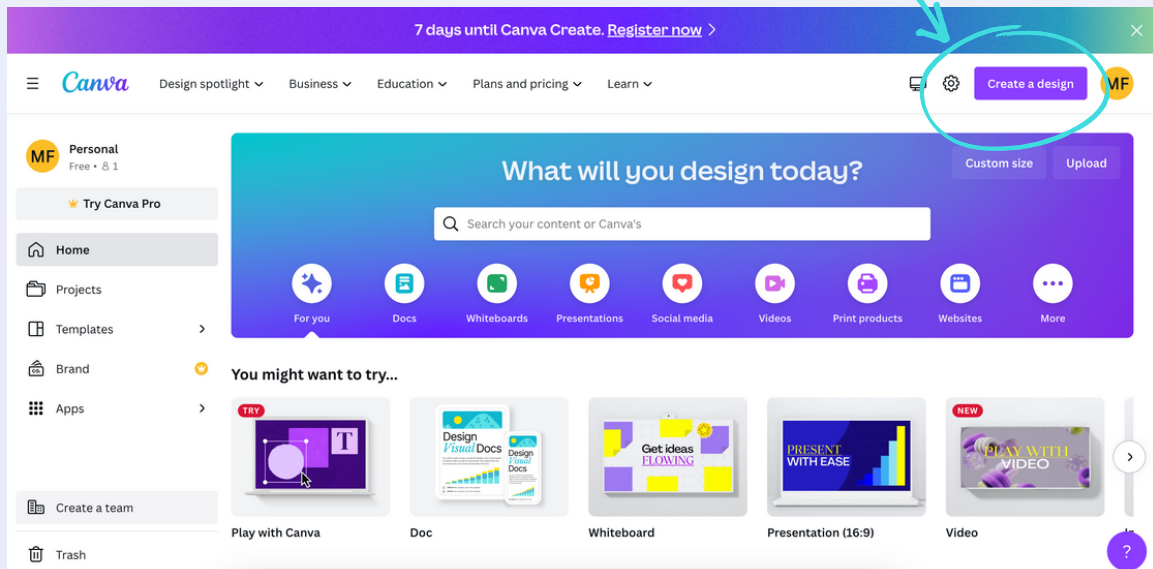 7 days until Canva Create. Register now
Canva
Design spotlight
Business
Education
Plans and pricing
Learn
Create a design
MF
MF
Personal
Free • 1
Try Canva Pro
Home
Projects
Templates
Brand
Apps
Create a team
Trash
What will you design today?
Custom size
Upload
Search your content or Canva's
For you
Docs
Whiteboards
Presentations
Social media
Videos
Print products
Websites
More
You might want to try...
TRY
T
Play with Canva
Design
Visual Docs
Design
Visual
Docs
Doc
Get ideas
FLOWING
Whiteboard
PRESENT
WITH EASE
Presentation (16:9)
NEW
PLAY WITH
VIDEO
Video
?